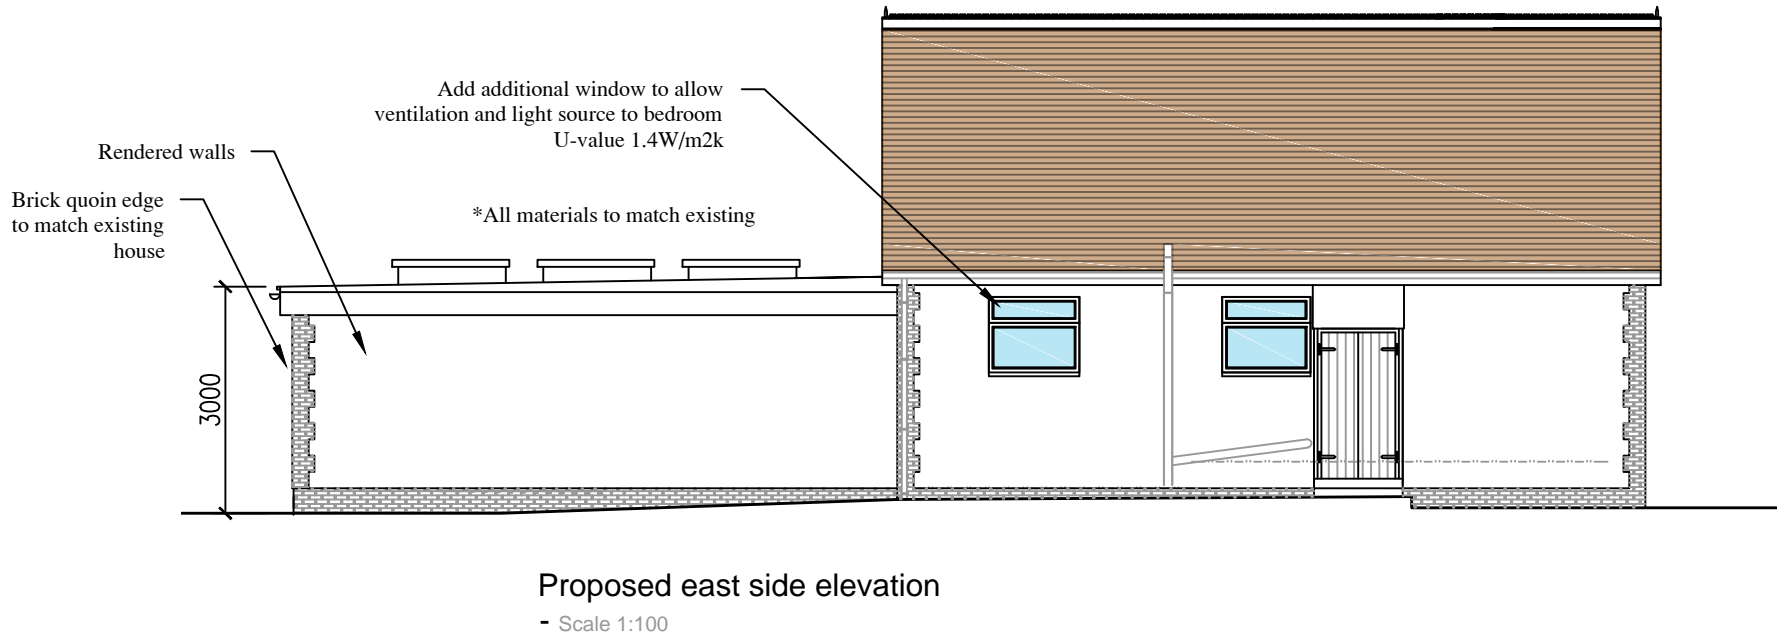 Add additional window to allow
ventilation and light source to bedroom
U-value 1.4W/m2k
Rendered walls
Brick quoin edge
to match existing
house
*All materials to match existing
3000
Proposed east side elevation
- Scale 1:100